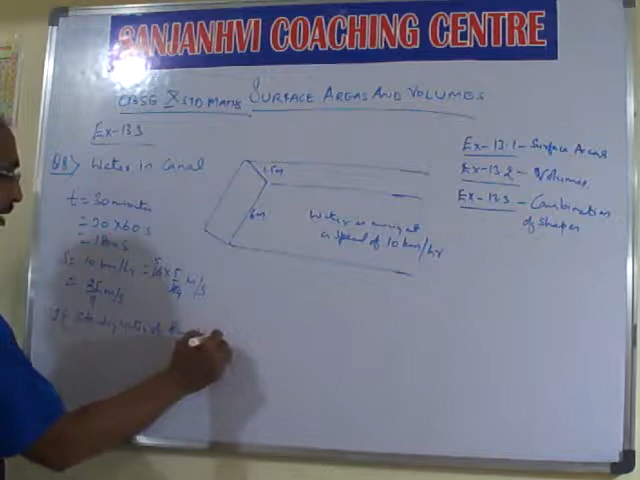 SANJANHVI COACHING CENTRE
CBSE X STD MATHS SURFACE AREAS AND VOLUMES
Ex-13.3
Q8) Water in Canal
t = 30 minutes
= 30 × 60 s
= 1800 s
S = 10 km/hr = 10 × 5/18 m/s
= 25/9 m/s
1.5m
6m
Water is moving at
a speed of 10 km/hr
Ex-13.1 - Surface Areas
Ex-13.2 - Volumes
Ex-13.3 - Combination
of Shapes